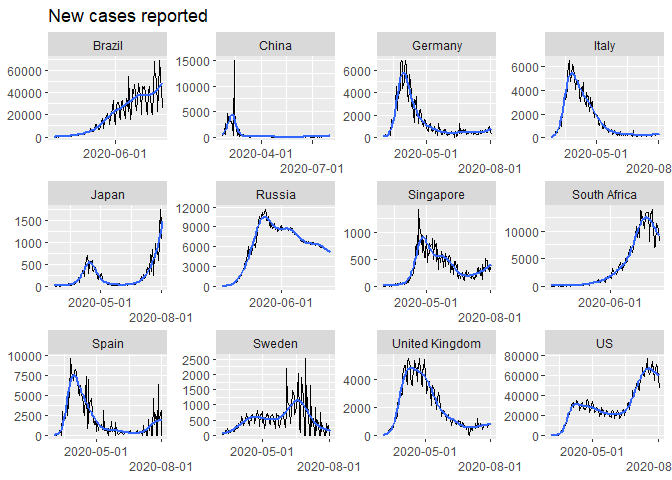 New cases reported
Brazil China Germany Italy
60000 15000 6000 6000
40000 10000 4000 4000
20000 5000 2000 2000
0 0 0 0
2020-06-01 2020-04-01 2020-05-01 2020-05-01
2020-07-01 2020-08-01 2020-08
Japan Russia Singapore South Africa
1500 12000 1000 10000
1000 9000 500 5000
500 6000 0 0
0 3000
0
2020-05-01 2020-06-01 2020-05-01 2020-06-01
2020-08-01 2020-08-01
Spain Sweden United Kingdom US
10000 2500 4000 80000
7500 2000 2000 60000
5000 1500 0 40000
2500 1000 20000
0 500 0
0
2020-05-01 2020-05-01 2020-05-01 2020-05-01
2020-08-01 2020-08-01 2020-08-01 2020-08